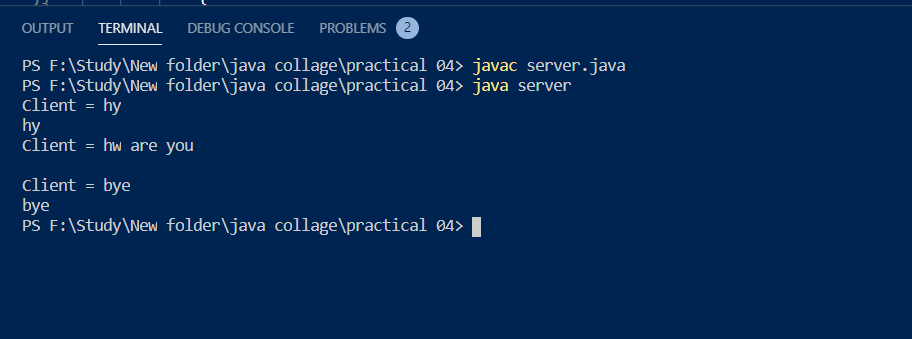 OUTPUT TERMINAL DEBUG CONSOLE PROBLEMS 2
PS F:\Study\New folder\java collage\practical 04> javac server.java
PS F:\Study\New folder\java collage\practical 04> java server
Client = hy
hy
Client = hw are you
Client = bye
bye
PS F:\Study\New folder\java collage\practical 04>